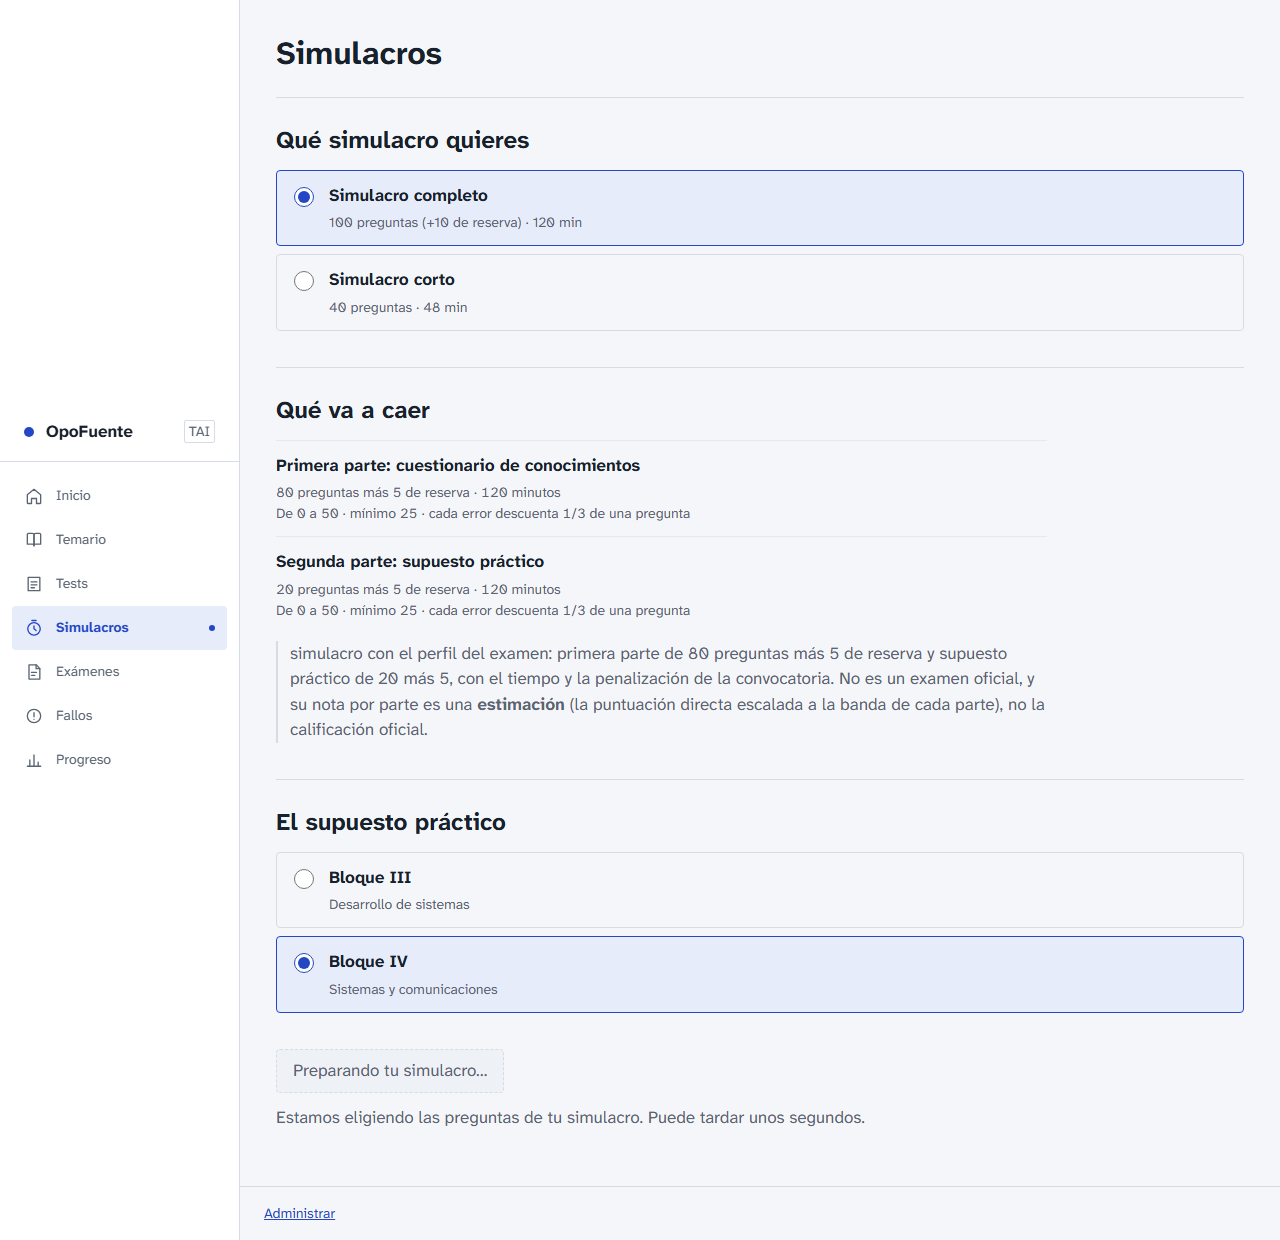 OpoFuente
TAI
Inicio
Temario
Tests
Simulacros
Exámenes
Fallos
Progreso
Simulacros
Qué simulacro quieres
Simulacro completo
100 preguntas (+10 de reserva) · 120 min
Simulacro corto
40 preguntas · 48 min
Qué va a caer
Primera parte: cuestionario de conocimientos
80 preguntas más 5 de reserva · 120 minutos
De 0 a 50 · mínimo 25 · cada error descuenta 1/3 de una pregunta
Segunda parte: supuesto práctico
20 preguntas más 5 de reserva · 120 minutos
De 0 a 50 · mínimo 25 · cada error descuenta 1/3 de una pregunta
simulacro con el perfil del examen: primera parte de 80 preguntas más 5 de reserva y supuesto
práctico de 20 más 5, con el tiempo y la penalización de la convocatoria. No es un examen oficial, y
su nota por parte es una estimación (la puntuación directa escalada a la banda de cada parte), no la
calificación oficial.
El supuesto práctico
Bloque III
Desarrollo de sistemas
Bloque IV
Sistemas y comunicaciones
Preparando tu simulacro...
Estamos eligiendo las preguntas de tu simulacro. Puede tardar unos segundos.
Administrar